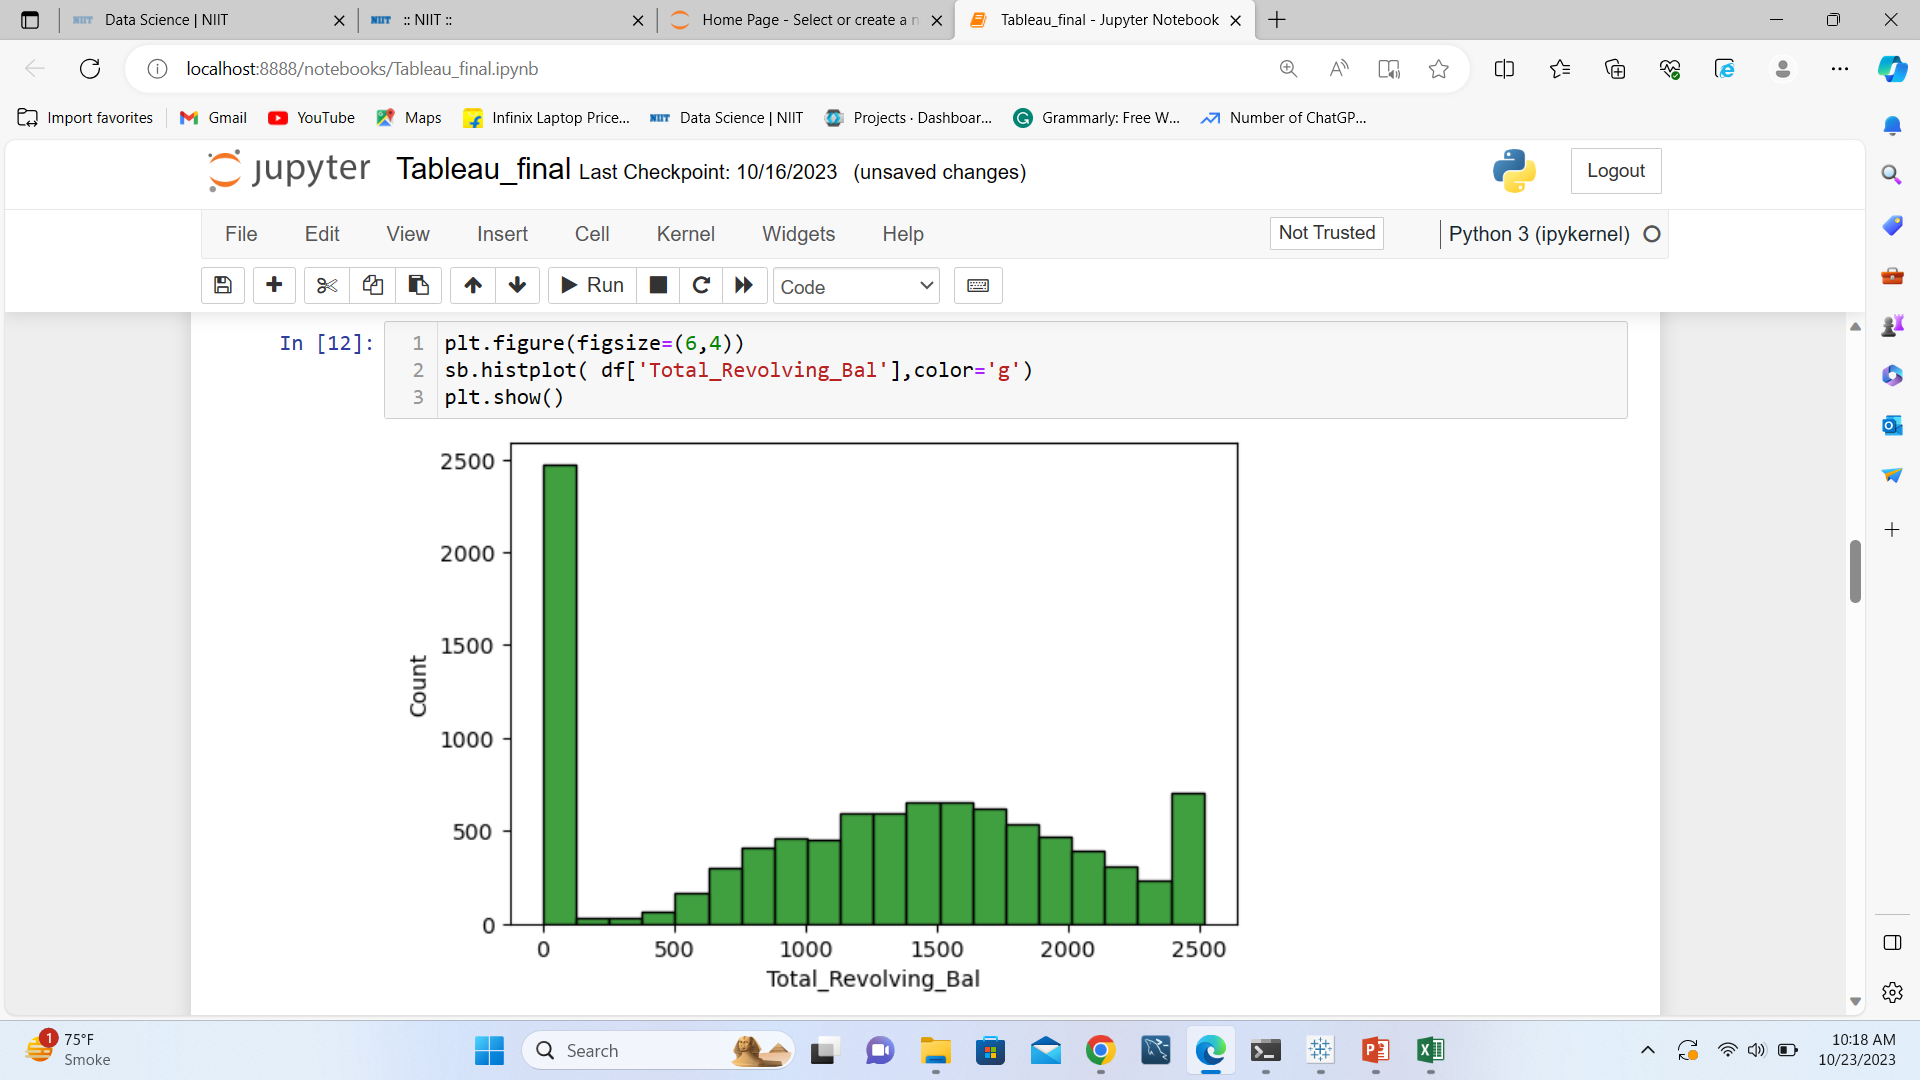 NIIT Data Science | NIIT
NIIT :: NIIT ::
Home Page - Select or create a n
Tableau_final - Jupyter Notebook
localhost:8888/notebooks/Tableau_final.ipynb
Import favorites Gmail YouTube Maps Infinix Laptop Price... NIIT Data Science | NIIT Projects · Dashboar... Grammarly: Free W... Number of ChatGP...
jupyter Tableau_final Last Checkpoint: 10/16/2023 (unsaved changes)
Logout
File Edit View Insert Cell Kernel Widgets Help Not Trusted Python 3 (ipykernel)
Run Code
In [12]:
1 plt.figure(figsize=(6,4))
2 sb.histplot( df['Total_Revolving_Bal'],color='g')
3 plt.show()
2500
2000
1500
1000
500
0
Count
0 500 1000 1500 2000 2500
Total_Revolving_Bal
1
75°F
Smoke
Search
10:18 AM
10/23/2023